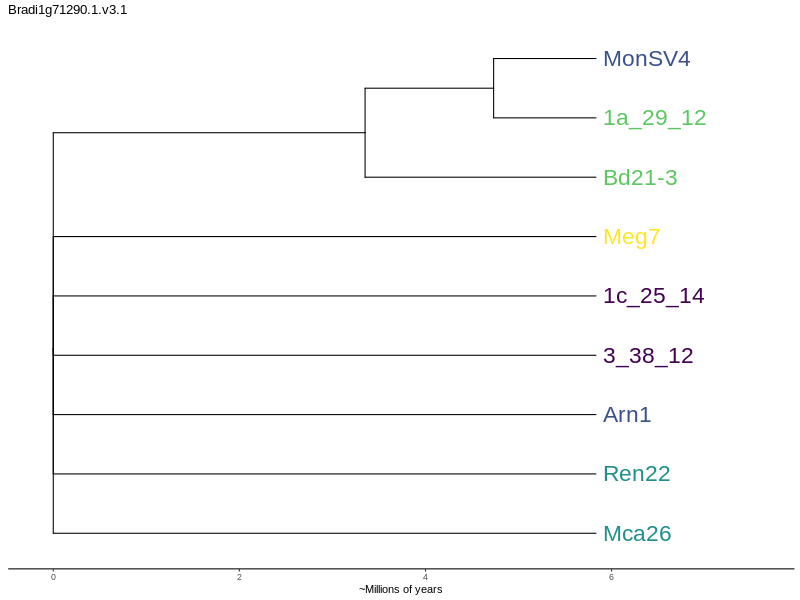 Bradi1g71290.1.v3.1
MonSV4
1a_29_12
Bd21-3
Meg7
1c_25_14
3_38_12
Arn1
Ren22
Mca26
0 2 4 6
~Millions of years